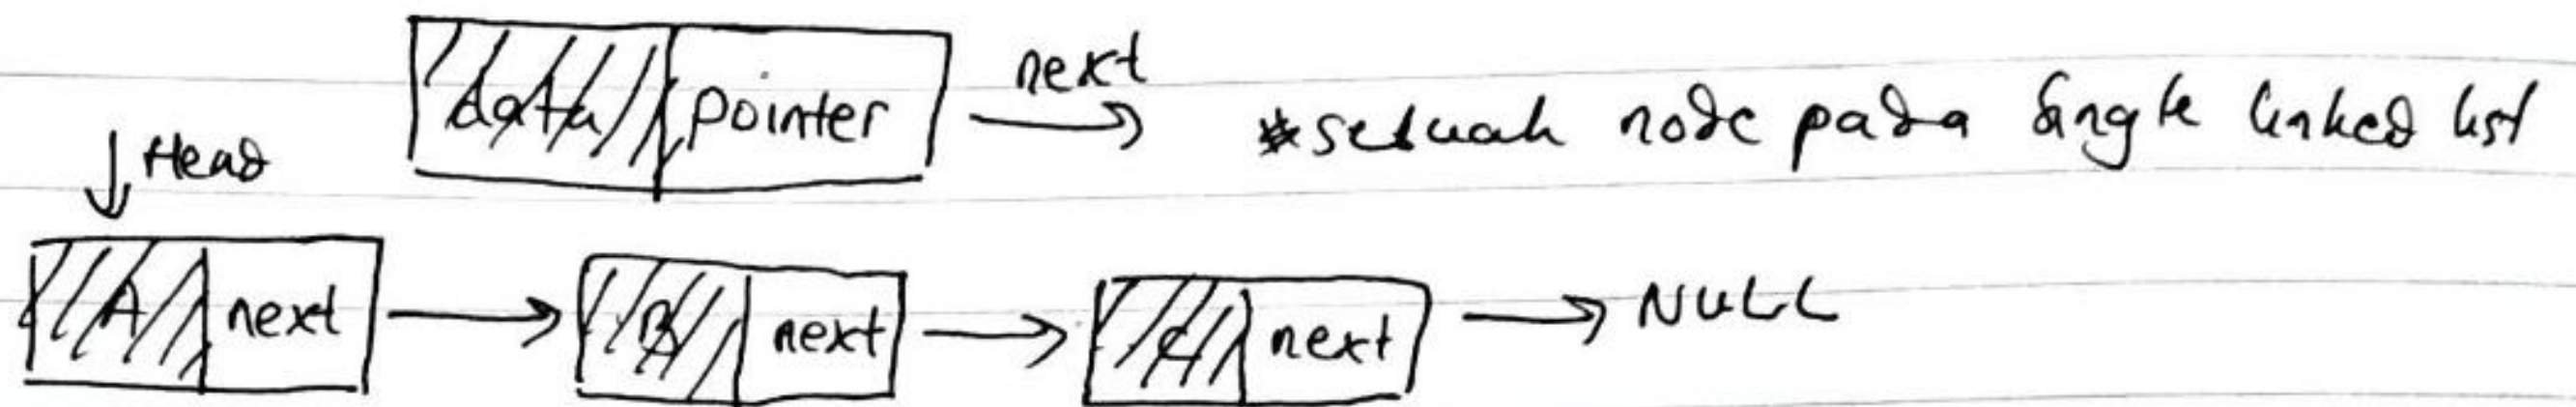 next
data pointer *sebuah node pada single linked list
Head
A next B next C next NULL